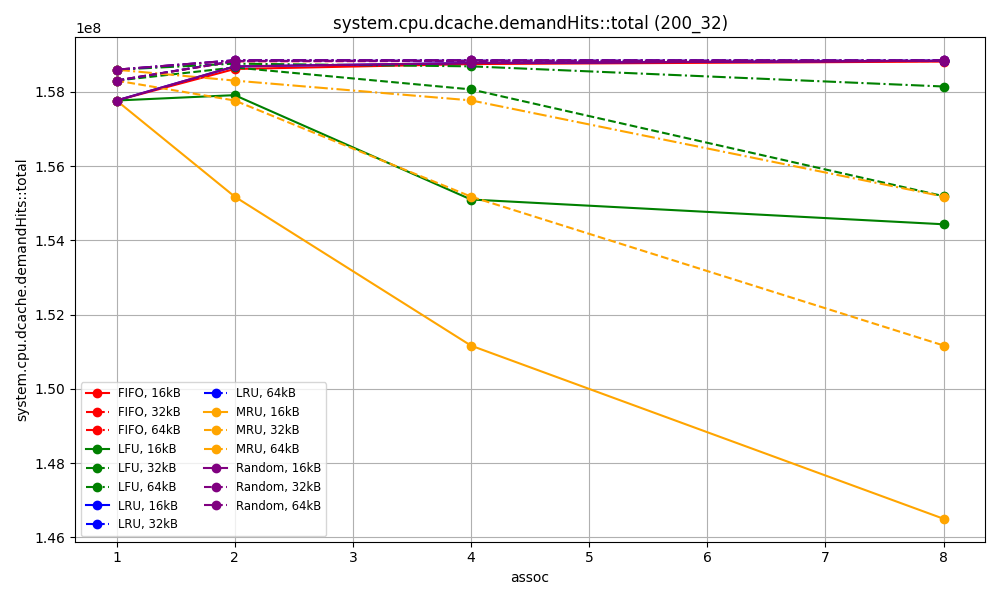 system.cpu.dcache.demandHits::total (200_32)
1e8
1.58
1.56
1.54
1.52
1.50
1.48
1.46
system.cpu.dcache.demandHits::total
FIFO, 16kB
FIFO, 32kB
FIFO, 64kB
LFU, 16kB
LFU, 32kB
LFU, 64kB
LRU, 16kB
LRU, 32kB
LRU, 64kB
MRU, 16kB
MRU, 32kB
MRU, 64kB
Random, 16kB
Random, 32kB
Random, 64kB
1 2 3 4 5 6 7 8
assoc